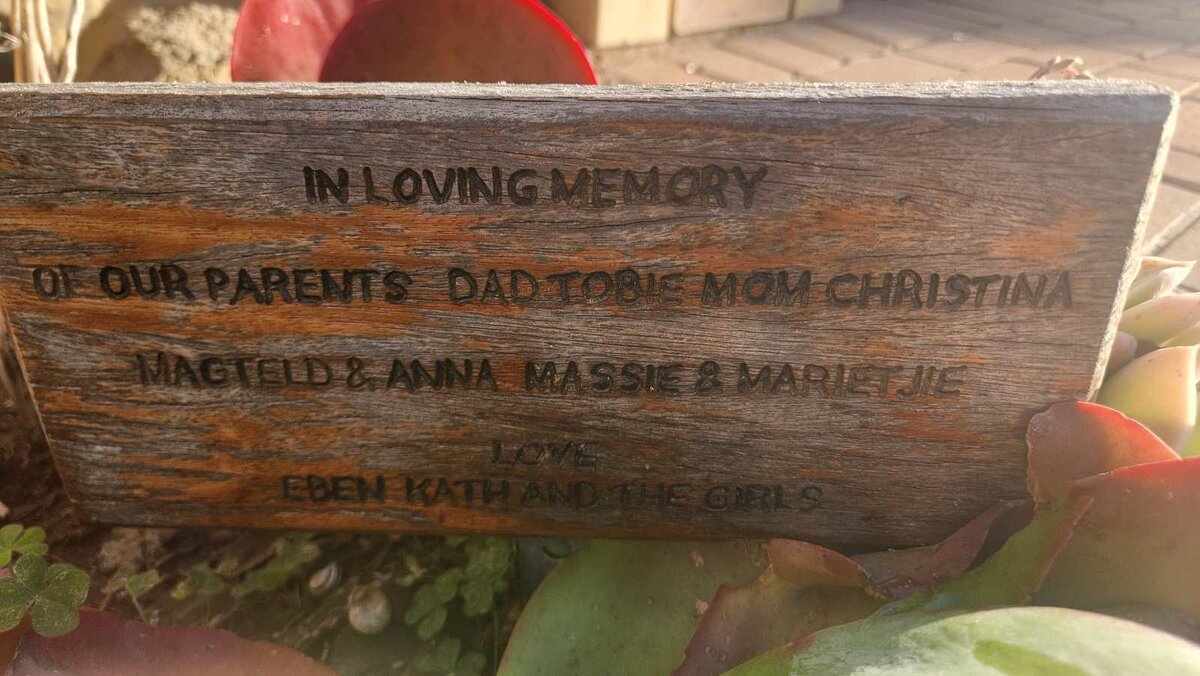 IN LOVING MEMORY
OF OUR PARENTS DAD TOBIE MOM CHRISTINA
MAGTELD & ANNA MASSIE & MARIETJIE
LOVE
EBEN KATH AND THE GIRLS